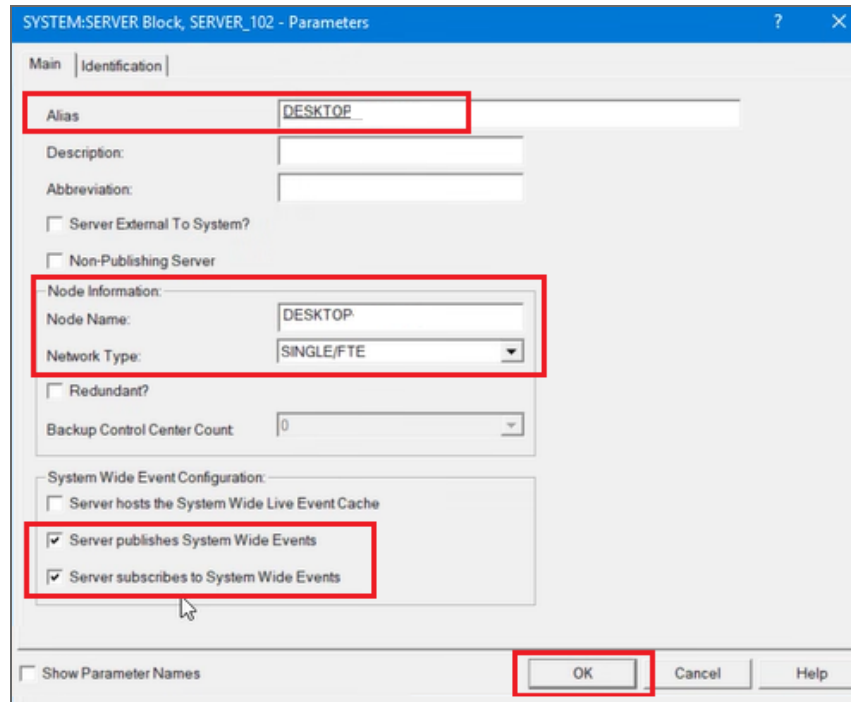 SYSTEM:SERVER Block, SERVER_102 - Parameters ? ×
Main Identification
Alias DESKTOP
Description:
Abbreviation:
Server External To System?
Non-Publishing Server
Node Information:
Node Name: DESKTOP
Network Type: SINGLE/FTE
Redundant?
Backup Control Center Count 0
System Wide Event Configuration:
Server hosts the System Wide Live Event Cache
Server publishes System Wide Events
Server subscribes to System Wide Events
Show Parameter Names OK Cancel Help